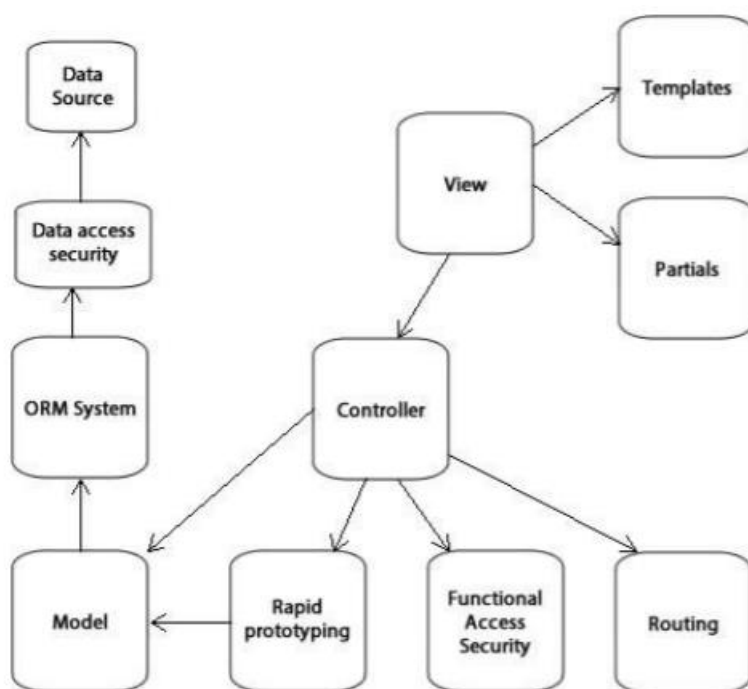 Data
Source
Templates
View
Data access
security
Partials
ORM System
Controller
Model
Rapid
prototyping
Functional
Access
Security
Routing